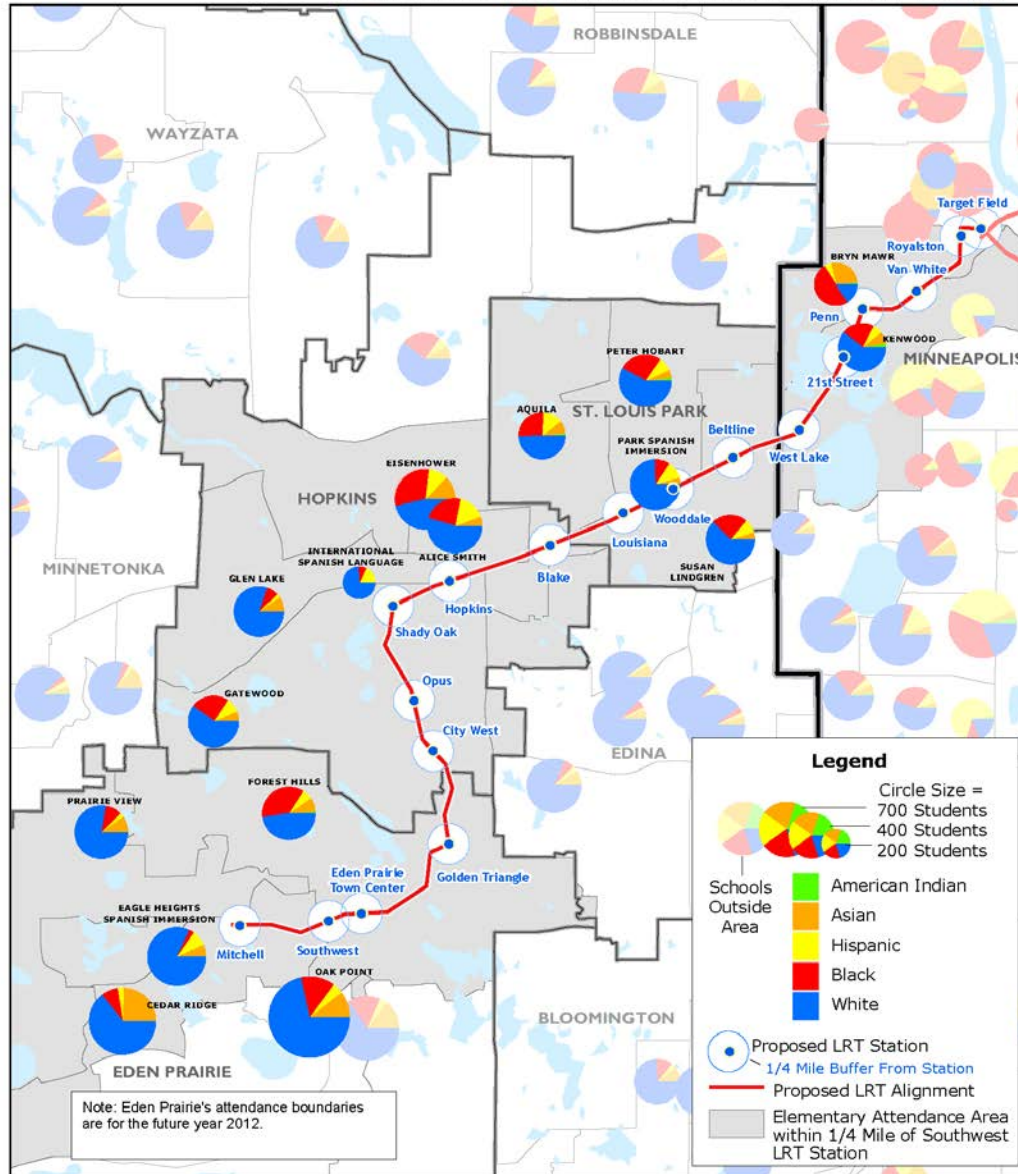 ROBBINSDALE
WAYZATA
Target Field
Royalston
BRYN MAWR
Van White
Penn
KENWOOD
MINNEAPOLIS
21st Street
PETER HOBART
ST. LOUIS PARK
AQUILA
Beltline
PARK SPANISH
IMMERSION
West Lake
EISENHOWER
HOPKINS
Wooddale
Louisiana
INTERNATIONAL
SPANISH LANGUAGE
ALICE SMITH
SUSAN
LINDGREN
MINNETONKA
GLEN LAKE
Blake
Hopkins
Shady Oak
Opus
GATEWOOD
City West
EDINA
FOREST HILLS
PRAIRIE VIEW
Eden Prairie
Town Center
Golden Triangle
EAGLE HEIGHTS
SPANISH IMMERSION
Mitchell
Southwest
OAK POINT
CEDAR RIDGE
BLOOMINGTON
EDEN PRAIRIE
Note: Eden Prairie's attendance boundaries
are for the future year 2012.
Legend
Circle Size =
700 Students
400 Students
200 Students
Schools
Outside
Area
American Indian
Asian
Hispanic
Black
White
Proposed LRT Station
1/4 Mile Buffer From Station
Proposed LRT Alignment
Elementary Attendance Area
within 1/4 Mile of Southwest
LRT Station